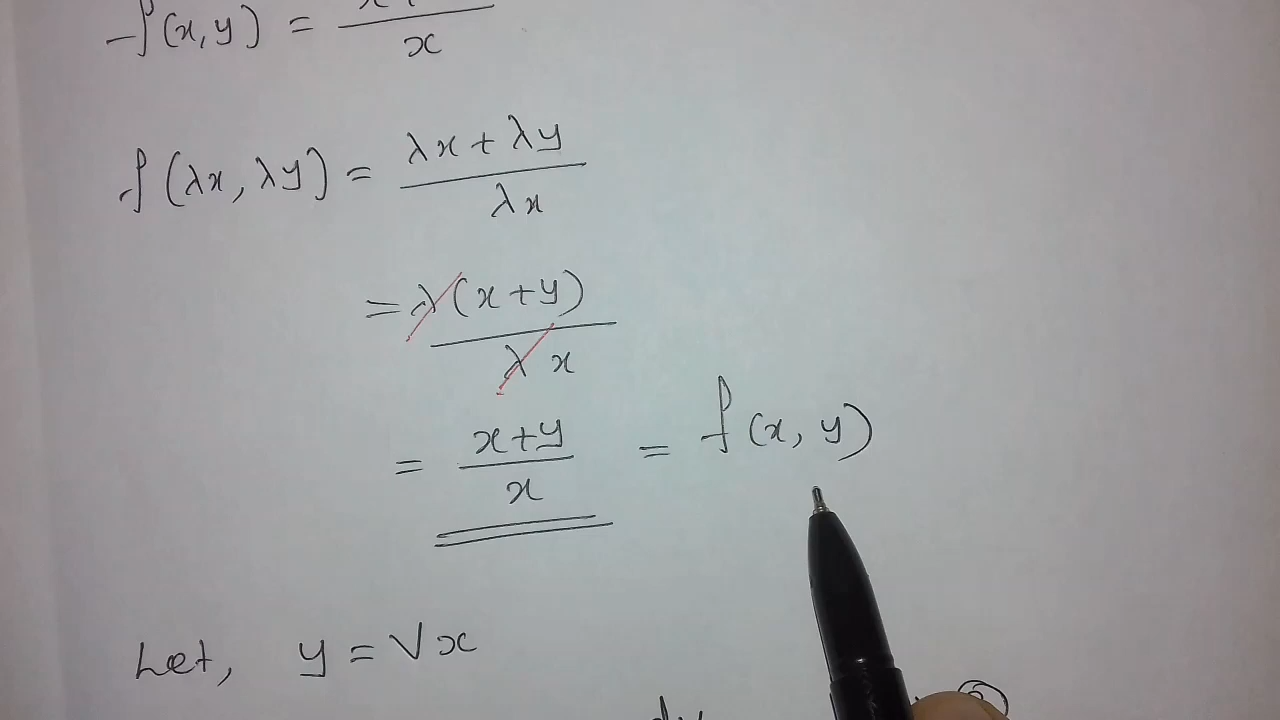 f(x,y) = x+ / x
f(λx, λy) = λx + λy / λx
= λ(x+y) / λx
= x+y / x = f(x, y)
Let, y = Vx